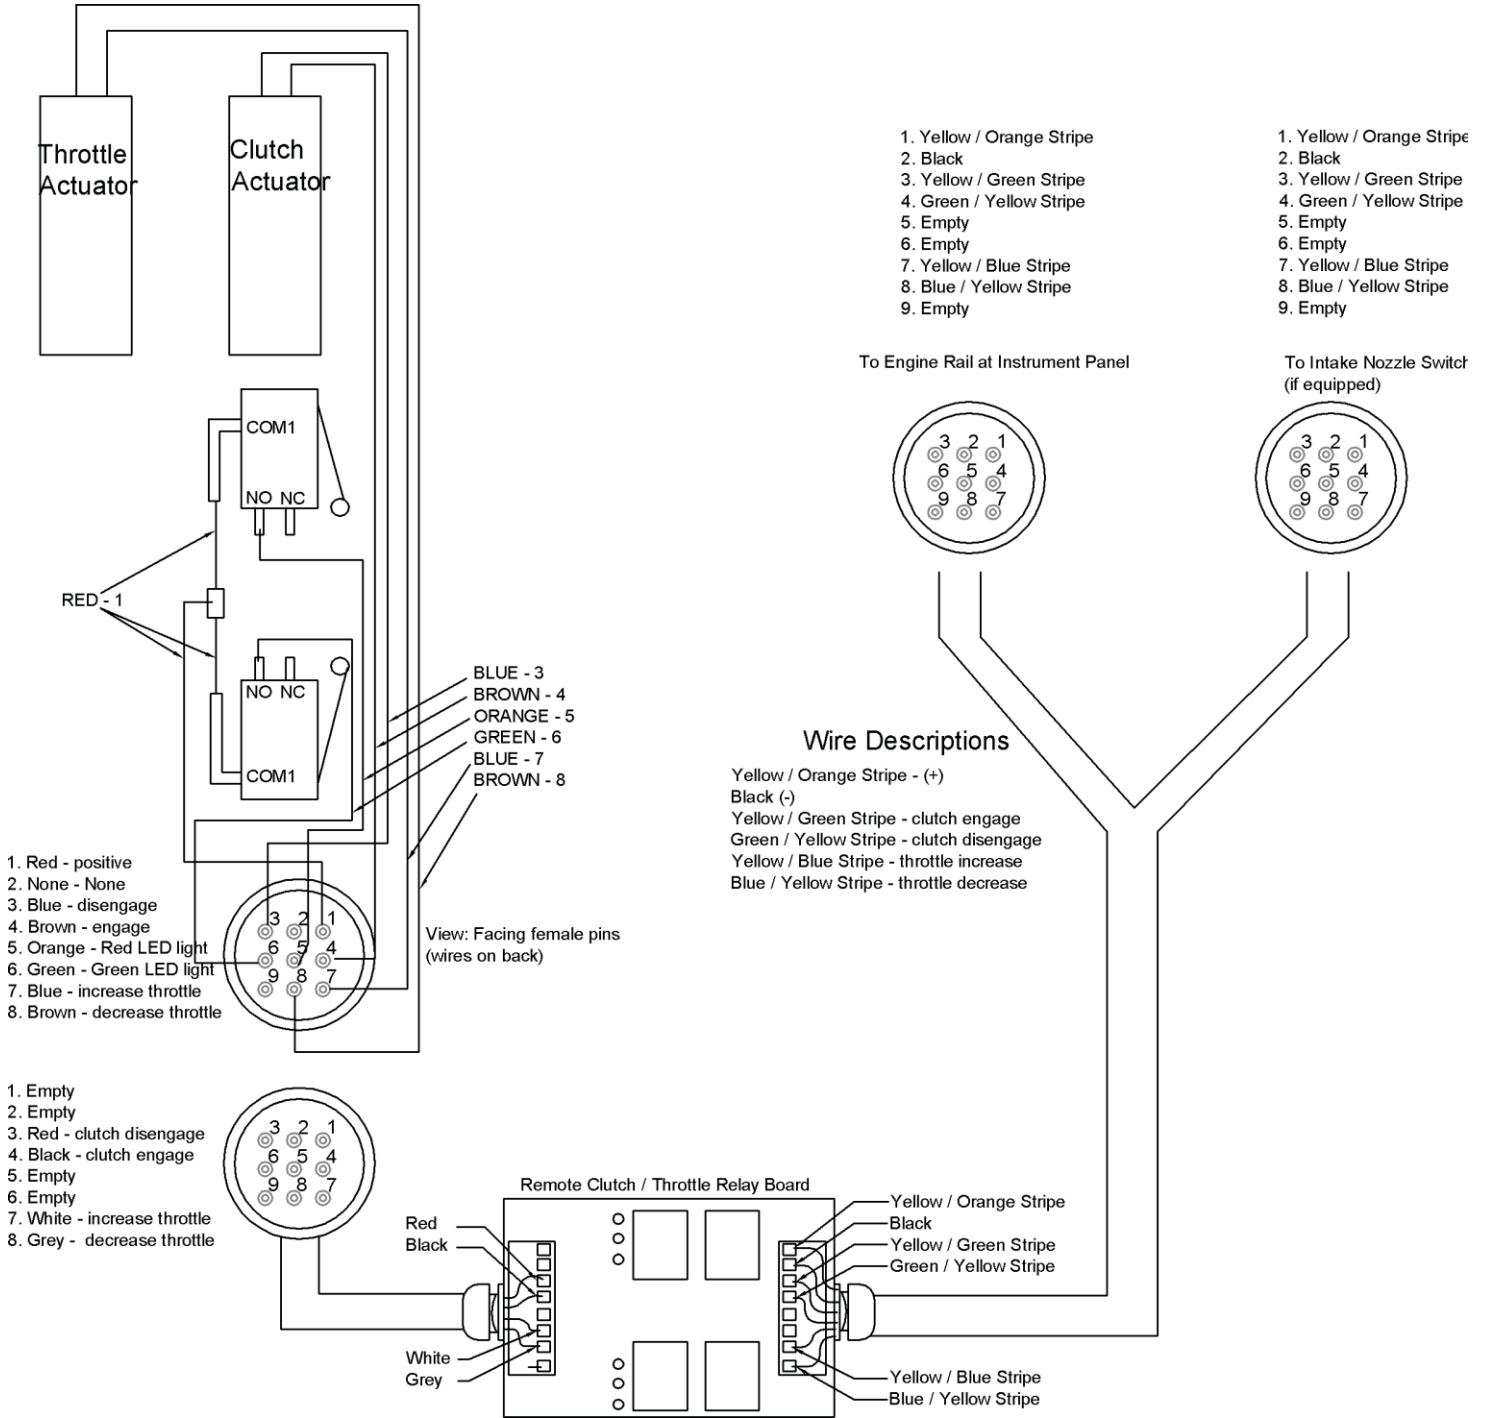 Throttle
Actuator
Clutch
Actuator
COM1
NO NC
RED - 1
NO NC
COM1
BLUE - 3
BROWN - 4
ORANGE - 5
GREEN - 6
BLUE - 7
BROWN - 8
1. Red - positive
2. None - None
3. Blue - disengage
4. Brown - engage
5. Orange - Red LED light
6. Green - Green LED light
7. Blue - increase throttle
8. Brown - decrease throttle
3 2 1
6 5 4
9 8 7
View: Facing female pins
(wires on back)
1. Empty
2. Empty
3. Red - clutch disengage
4. Black - clutch engage
5. Empty
6. Empty
7. White - increase throttle
8. Grey - decrease throttle
3 2 1
6 5 4
9 8 7
1. Yellow / Orange Stripe
2. Black
3. Yellow / Green Stripe
4. Green / Yellow Stripe
5. Empty
6. Empty
7. Yellow / Blue Stripe
8. Blue / Yellow Stripe
9. Empty
To Engine Rail at Instrument Panel
3 2 1
6 5 4
9 8 7
1. Yellow / Orange Stripe
2. Black
3. Yellow / Green Stripe
4. Green / Yellow Stripe
5. Empty
6. Empty
7. Yellow / Blue Stripe
8. Blue / Yellow Stripe
9. Empty
To Intake Nozzle Switch
(if equipped)
3 2 1
6 5 4
9 8 7
Wire Descriptions
Yellow / Orange Stripe - (+)
Black (-)
Yellow / Green Stripe - clutch engage
Green / Yellow Stripe - clutch disengage
Yellow / Blue Stripe - throttle increase
Blue / Yellow Stripe - throttle decrease
Remote Clutch / Throttle Relay Board
Red
Black
White
Grey
Yellow / Orange Stripe
Black
Yellow / Green Stripe
Green / Yellow Stripe
Yellow / Blue Stripe
Blue / Yellow Stripe